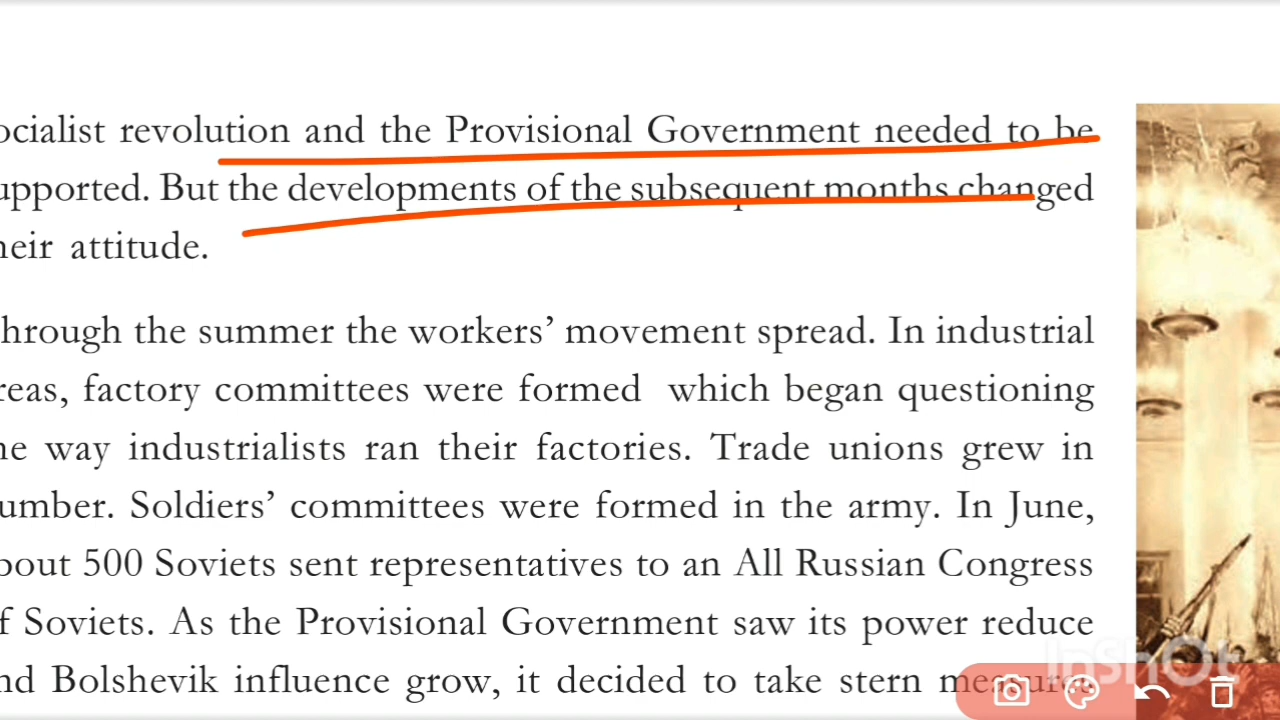 ocialist revolution and the Provisional Government needed to be
upported. But the developments of the subsequent months changed
heir attitude.
hrough the summer the workers' movement spread. In industrial
reas, factory committees were formed which began questioning
he way industrialists ran their factories. Trade unions grew in
umber. Soldiers' committees were formed in the army. In June,
bout 500 Soviets sent representatives to an All Russian Congress
f Soviets. As the Provisional Government saw its power reduce
nd Bolshevik influence grow, it decided to take stern measures
InShOt